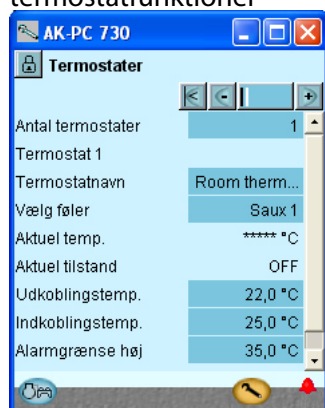 termostatfunktioner
AK-PC 730
Termostater
Antal termostater 1
Termostat 1
Termostatnavn Room therm...
Vælg føler Saux 1
Aktuel temp. ***** °C
Aktuel tilstand OFF
Udkoblingstemp. 22,0 °C
Indkoblingstemp. 25,0 °C
Alarmgrænse høj 35,0 °C